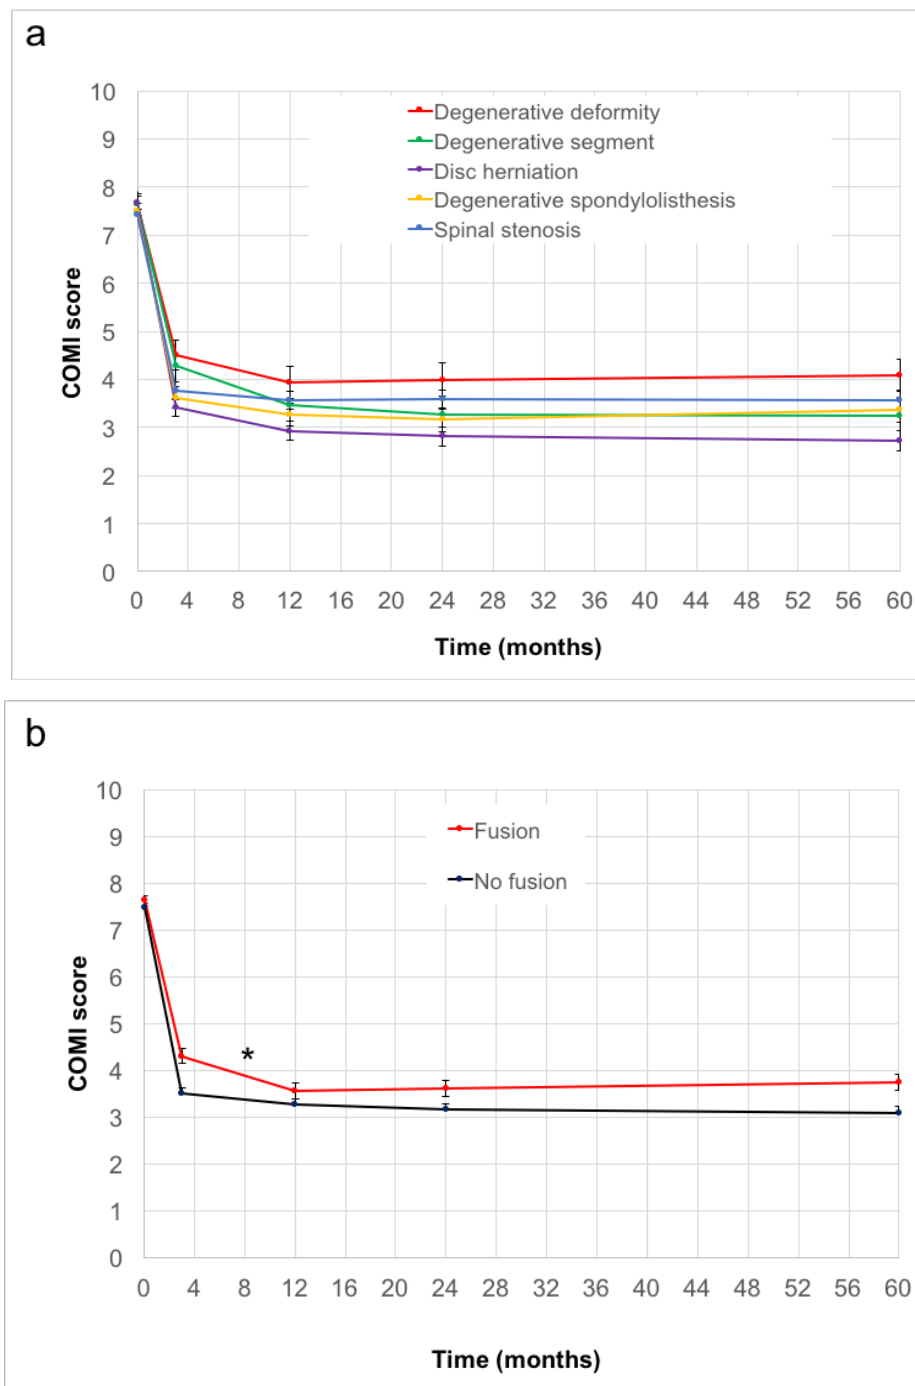 a
10
9
8
7
6
5
4
3
2
1
0
COMI score
Degenerative deformity
Degenerative segment
Disc herniation
Degenerative spondylolisthesis
Spinal stenosis
0 4 8 12 16 20 24 28 32 36 40 44 48 52 56 60
Time (months)
b
10
9
8
7
6
5
4
3
2
1
0
COMI score
Fusion
No fusion
*
0 4 8 12 16 20 24 28 32 36 40 44 48 52 56 60
Time (months)